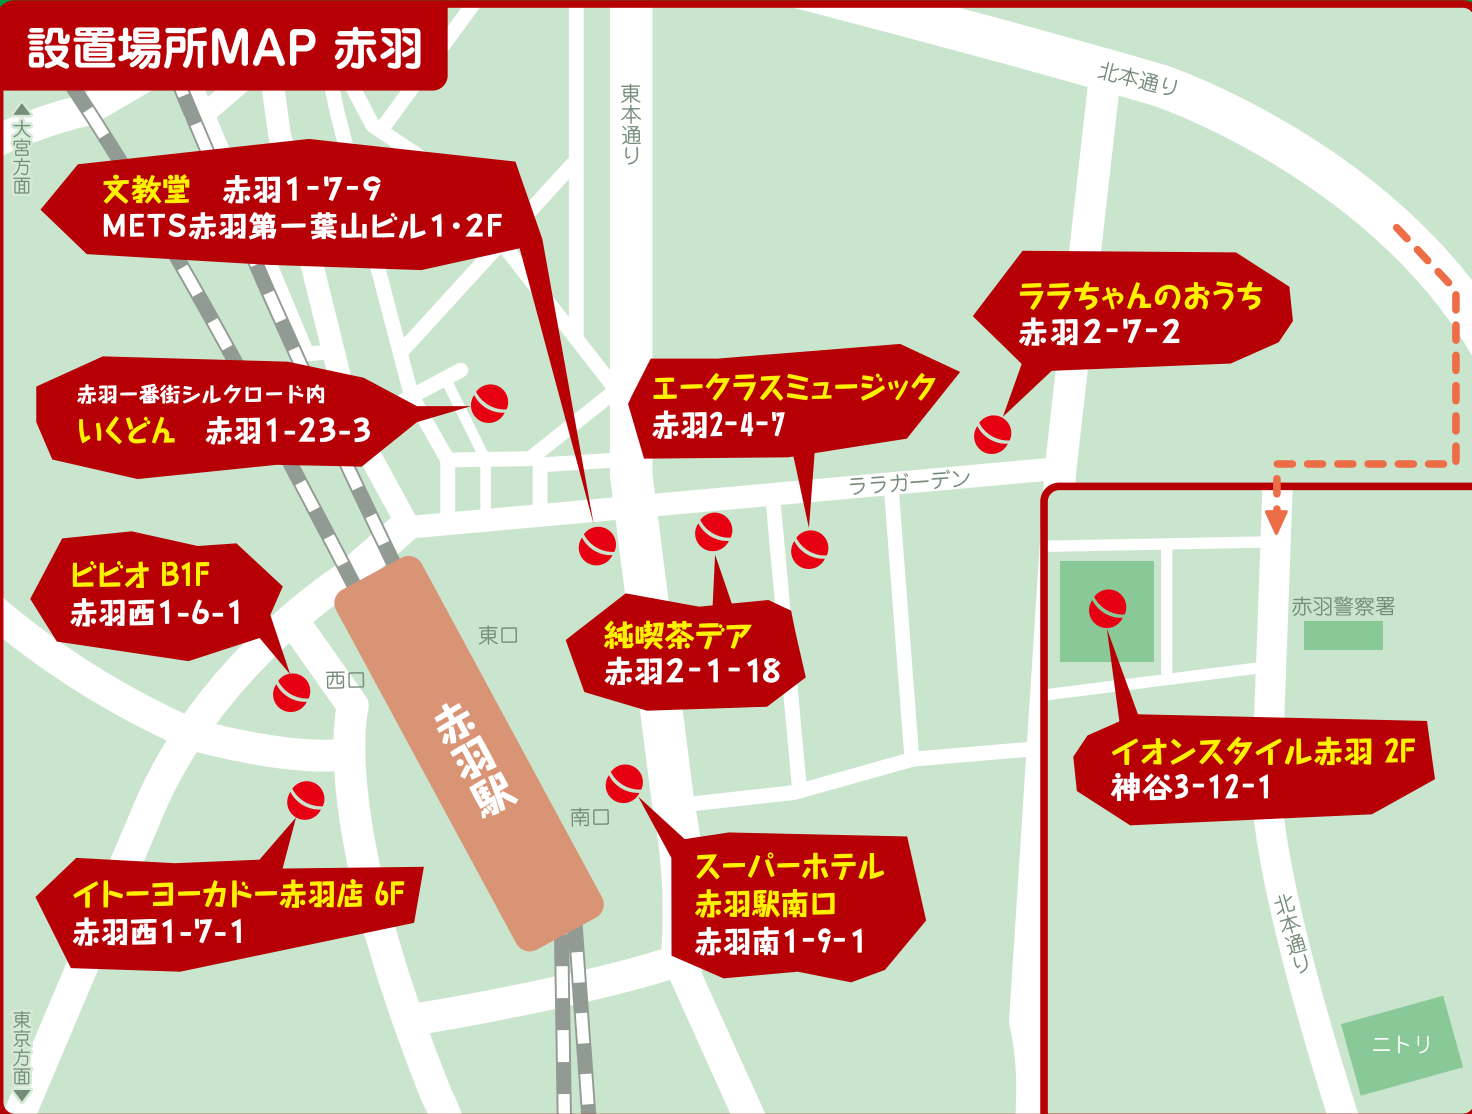 設置場所MAP 赤羽
▲大宮方面
東本通り
北本通り
文教堂　赤羽1-7-9
METS赤羽第一葉山ビル1・2F
ララちゃんのおうち
赤羽2-7-2
赤羽一番街シルクロード内
いくどん　赤羽1-23-3
エークラスミュージック
赤羽2-4-7
ララガーデン
ビビオ B1F
赤羽西1-6-1
東口
西口
純喫茶デア
赤羽2-1-18
赤羽警察署
赤羽駅
南口
イオンスタイル赤羽 2F
神谷3-12-1
スーパーホテル
赤羽駅南口
赤羽南1-9-1
イトーヨーカドー赤羽店 6F
赤羽西1-7-1
北本通り
東京方面▼
ニトリ